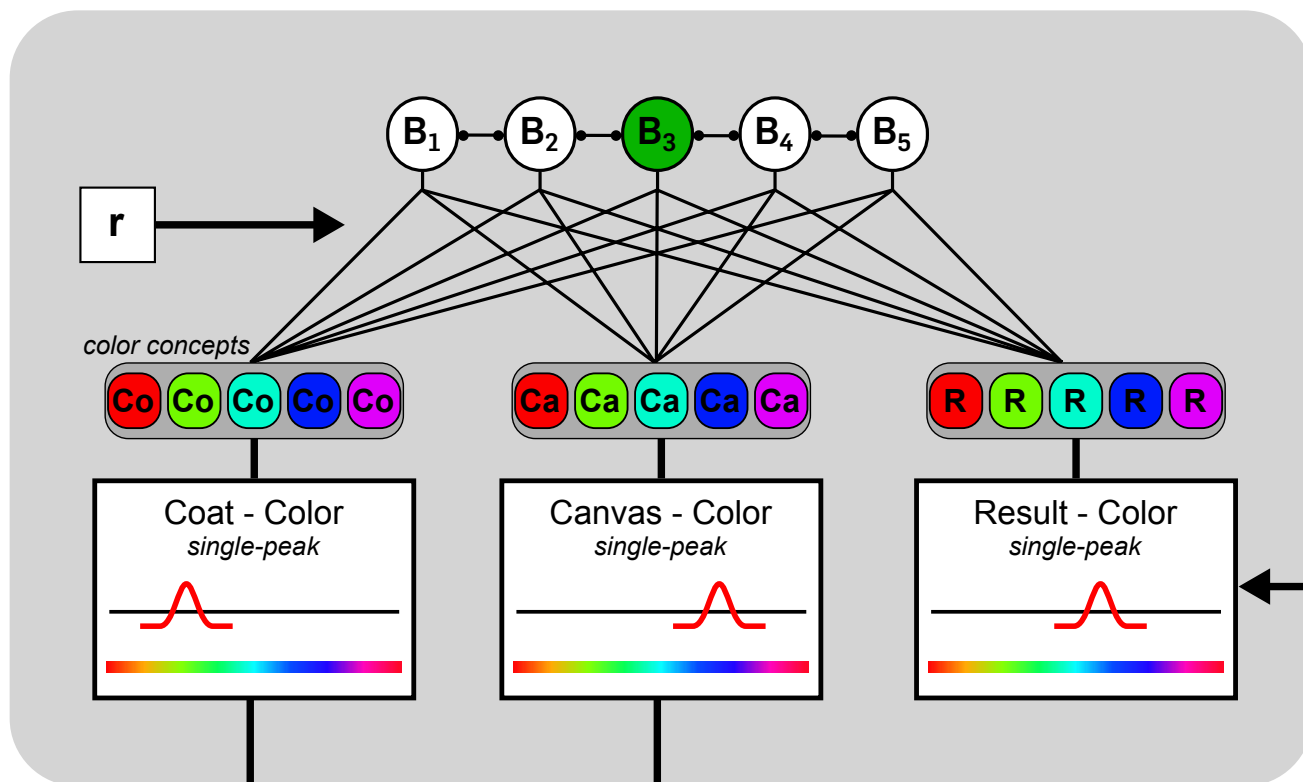 B1 B2 B3 B4 B5
r
color concepts
Co Co Co Co Co Ca Ca Ca Ca Ca R R R R R
Coat - Color Canvas - Color Result - Color
single-peak single-peak single-peak